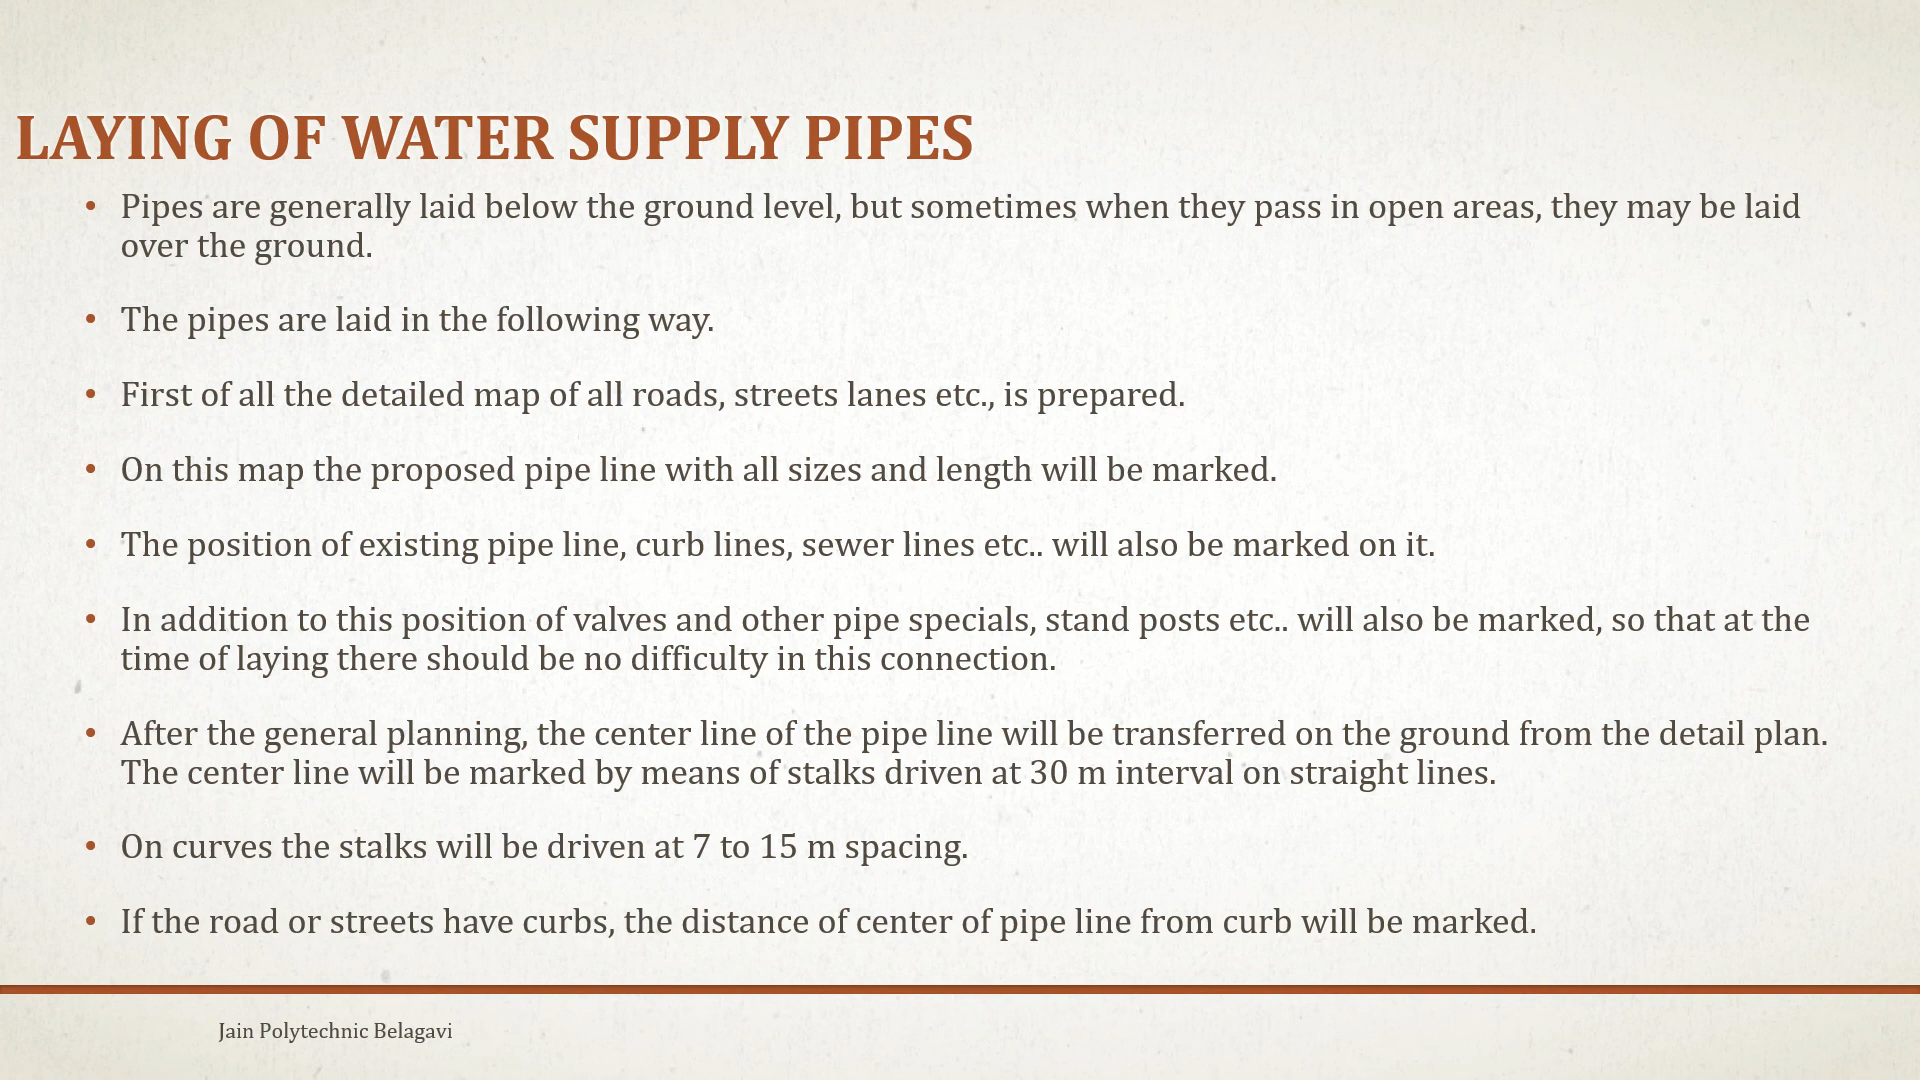 LAYING OF WATER SUPPLY PIPES
• Pipes are generally laid below the ground level, but sometimes when they pass in open areas, they may be laid
over the ground.
• The pipes are laid in the following way.
• First of all the detailed map of all roads, streets lanes etc., is prepared.
• On this map the proposed pipe line with all sizes and length will be marked.
• The position of existing pipe line, curb lines, sewer lines etc.. will also be marked on it.
• In addition to this position of valves and other pipe specials, stand posts etc.. will also be marked, so that at the
time of laying there should be no difficulty in this connection.
• After the general planning, the center line of the pipe line will be transferred on the ground from the detail plan.
The center line will be marked by means of stalks driven at 30 m interval on straight lines.
• On curves the stalks will be driven at 7 to 15 m spacing.
• If the road or streets have curbs, the distance of center of pipe line from curb will be marked.
Jain Polytechnic Belagavi